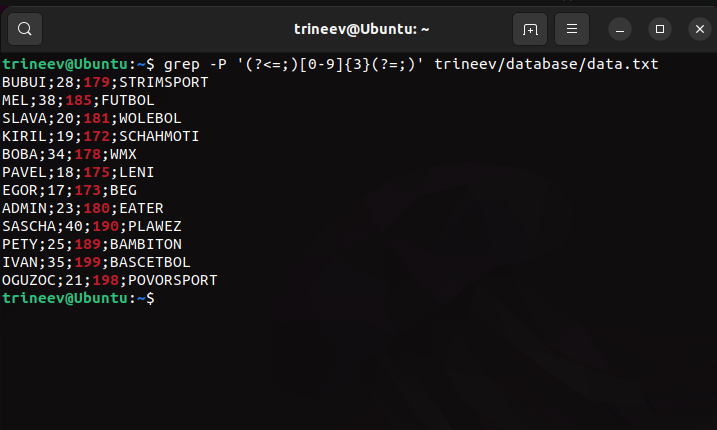 trineev@Ubuntu: ~
trineev@Ubuntu:~$ grep -P '(?<=;)[0-9]{3}(?=;)' trineev/database/data.txt
BUBUI;28;179;STRIMSPORT
MEL;38;185;FUTBOL
SLAVA;20;181;WOLEBOL
KIRIL;19;172;SCHAHMOTI
BOBA;34;178;WMX
PAVEL;18;175;LENI
EGOR;17;173;BEG
ADMIN;23;180;EATER
SASCHA;40;190;PLAWEZ
PETY;25;189;BAMBITON
IVAN;35;199;BASCETBOL
OGUZOC;21;198;POVORSPORT
trineev@Ubuntu:~$